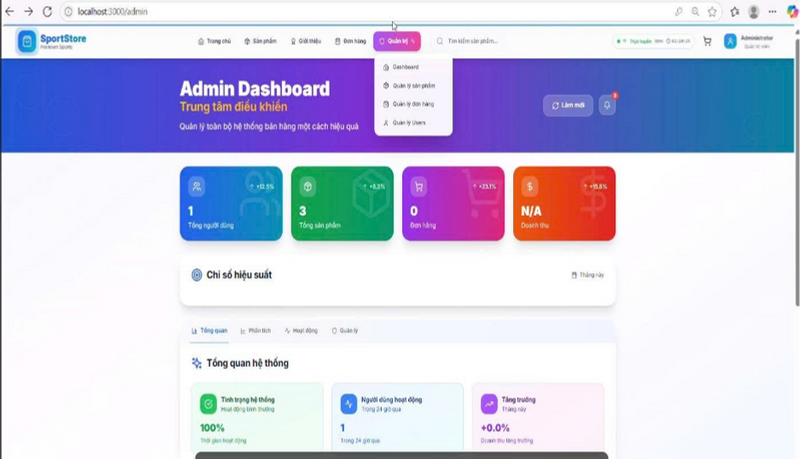 localhost:3000/admin
SportStore
Premium Sports
Trang chủ
Sản phẩm
Giới thiệu
Đơn hàng
Quản trị
Tìm kiếm sản phẩm...
Administrator
Quản trị viên
Dashboard
Quản lý sản phẩm
Quản lý đơn hàng
Quản lý Users
Admin Dashboard
Trung tâm điều khiển
Quản lý toàn bộ hệ thống bán hàng một cách hiệu quả
Làm mới
+12.5%
1
Tổng người dùng
+8.3%
3
Tổng sản phẩm
+23.1%
0
Đơn hàng
+15.8%
N/A
Doanh thu
Chỉ số hiệu suất
Tháng này
Tổng quan
Phân tích
Hoạt động
Quản lý
Tổng quan hệ thống
Tình trạng hệ thống
Hoạt động bình thường
100%
Thời gian hoạt động
Người dùng hoạt động
Trong 24 giờ qua
1
Trong 24 giờ qua
Tăng trưởng
Tháng này
+0.0%
Doanh thu tăng trưởng